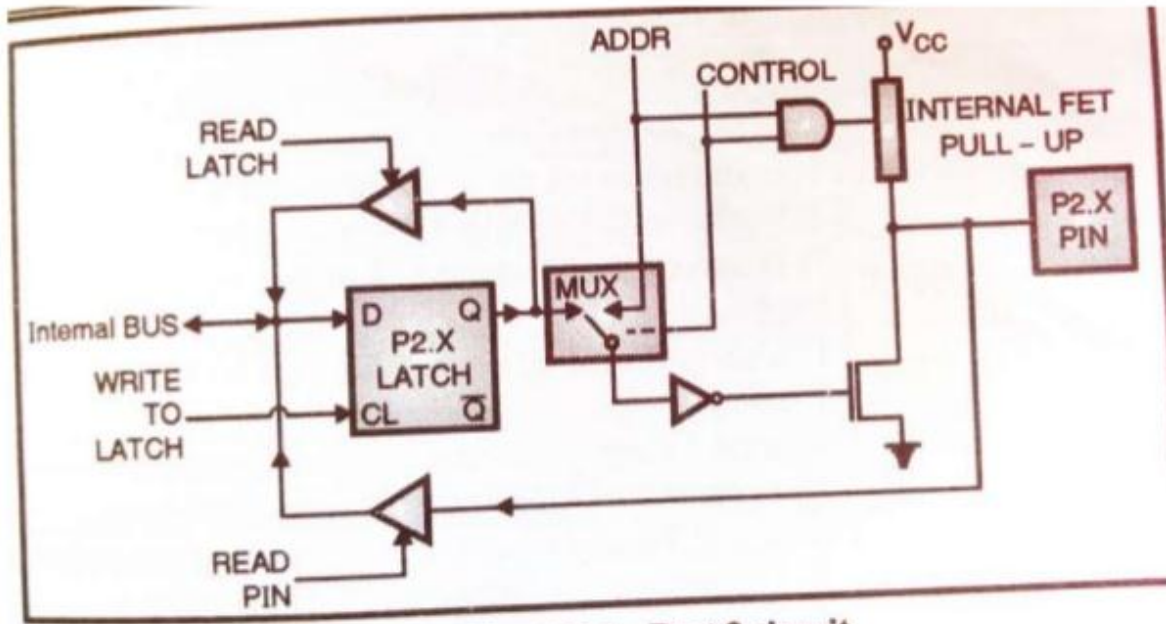 ADDR
VCC
CONTROL
INTERNAL FET
PULL - UP
READ
LATCH
P2.X
PIN
MUX
Internal BUS
D
Q
P2.X
LATCH
WRITE
TO
LATCH
CL
Q̅
READ
PIN